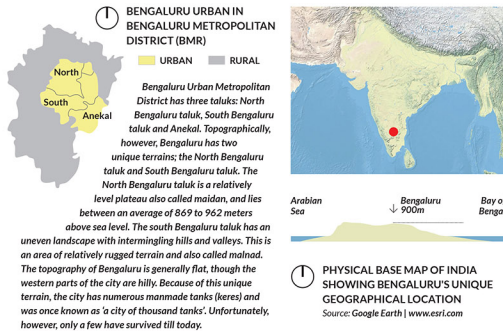 BENGALURU URBAN IN
BENGALURU METROPOLITAN
DISTRICT (BMR)
URBAN
RURAL
North
South
Anekal
Bengaluru Urban Metropolitan
District has three taluks: North
Bengaluru taluk, South Bengaluru
taluk and Anekal. Topographically,
however, Bengaluru has two
unique terrains; the North Bengaluru
taluk and South Bengaluru taluk. The
North Bengaluru taluk is a relatively
level plateau also called maidan, and lies
between an average of 869 to 962 meters
above sea level. The south Bengaluru taluk has an
uneven landscape with intermingling hills and valleys. This is
an area of relatively rugged terrain and also called malnad.
The topography of Bengaluru is generally flat, though the
western parts of the city are hilly. Because of this unique
terrain, the city has numerous manmade tanks (keres) and
was once known as 'a city of thousand tanks'. Unfortunately,
however, only a few have survived till today.
Arabian
Sea
Bengaluru
900m
Bay o
Benga
PHYSICAL BASE MAP OF INDIA
SHOWING BENGALURU'S UNIQUE
GEOGRAPHICAL LOCATION
Source: Google Earth | www.esri.com